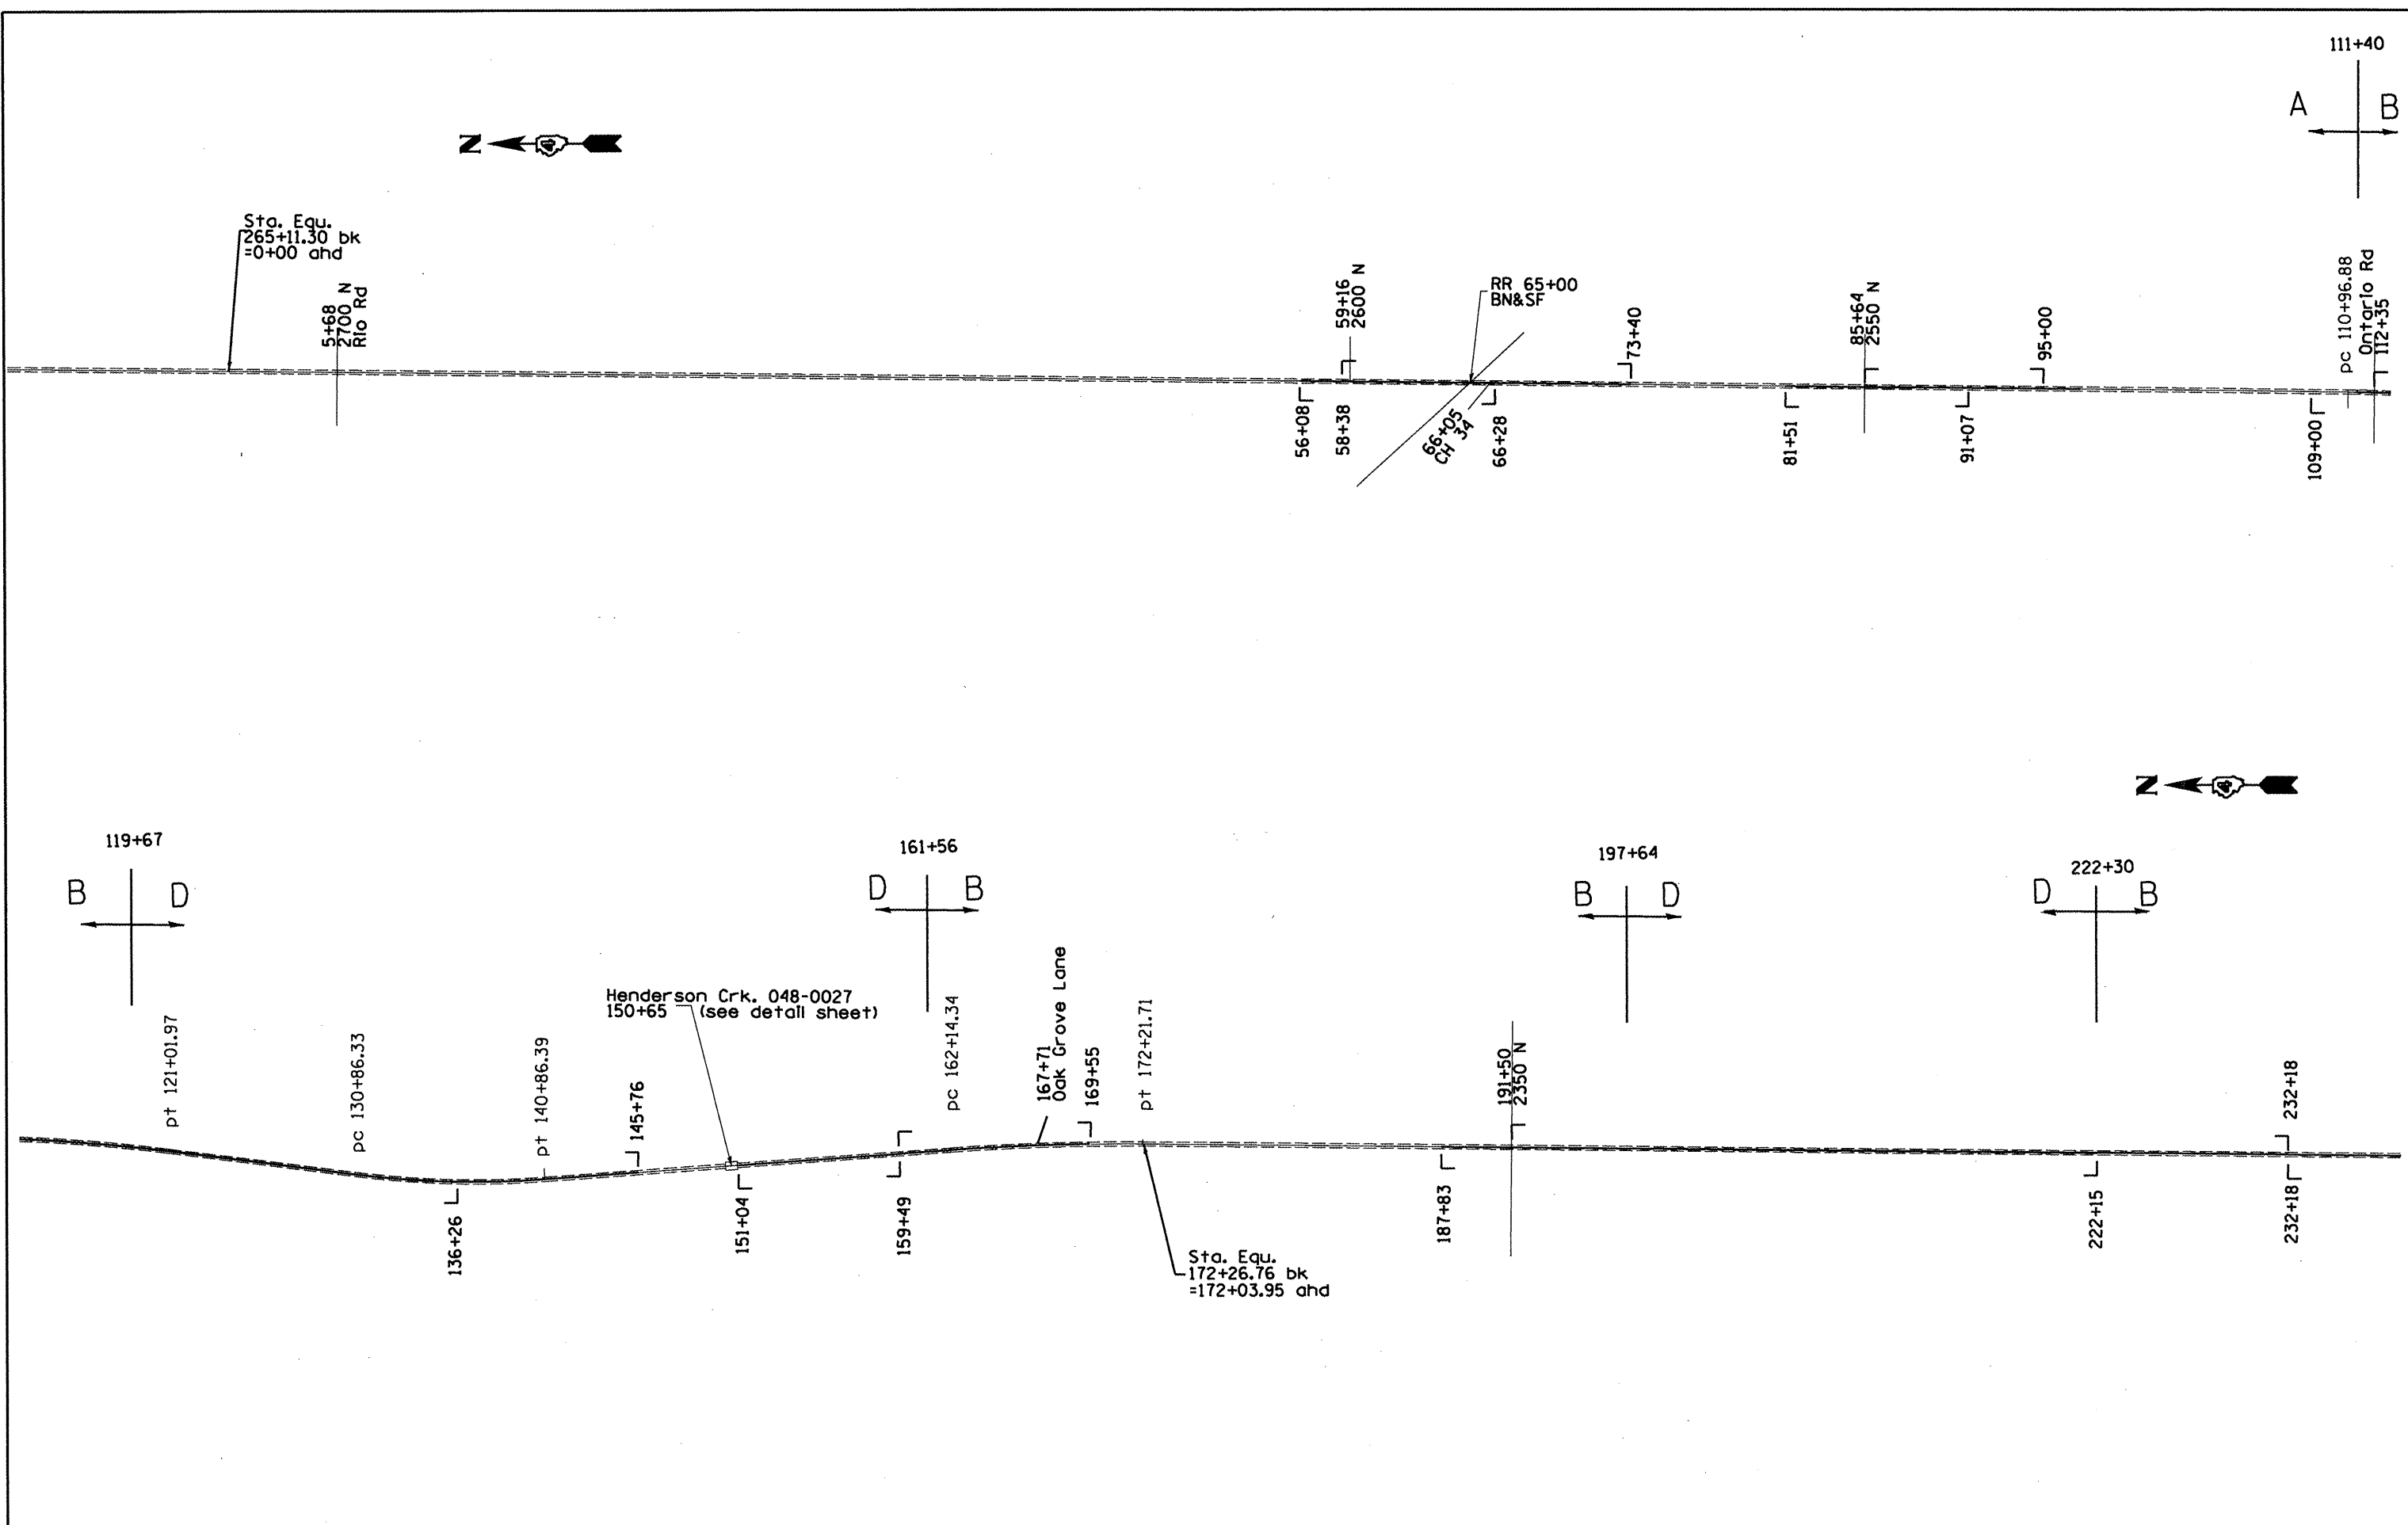 111+40
A B
N 4
Sta. Equ.
265+11.30 bk
=0+00 ahd
5+68
2700 N
Rio Rd
59+16
2600 N
RR 65+00
BN&SF
73+40
85+64
2550 N
95+00
pc 110+96.88
Ontario Rd
112+35
56+08
58+38
66+05
CH 34
66+28
81+51
91+07
109+00
N 4
119+67
B D
161+56
D B
197+64
B D
222+30
D B
pt 121+01.97
pc 130+86.33
pt 140+86.39
145+76
Henderson Crk. 048-0027
150+65 (see detail sheet)
pc 162+14.34
167+71
Oak Grove Lane
169+55
pt 172+21.71
191+50
2350 N
232+18
136+26
151+04
159+49
Sta. Equ.
172+26.76 bk
=172+03.95 ahd
187+83
222+15
232+18